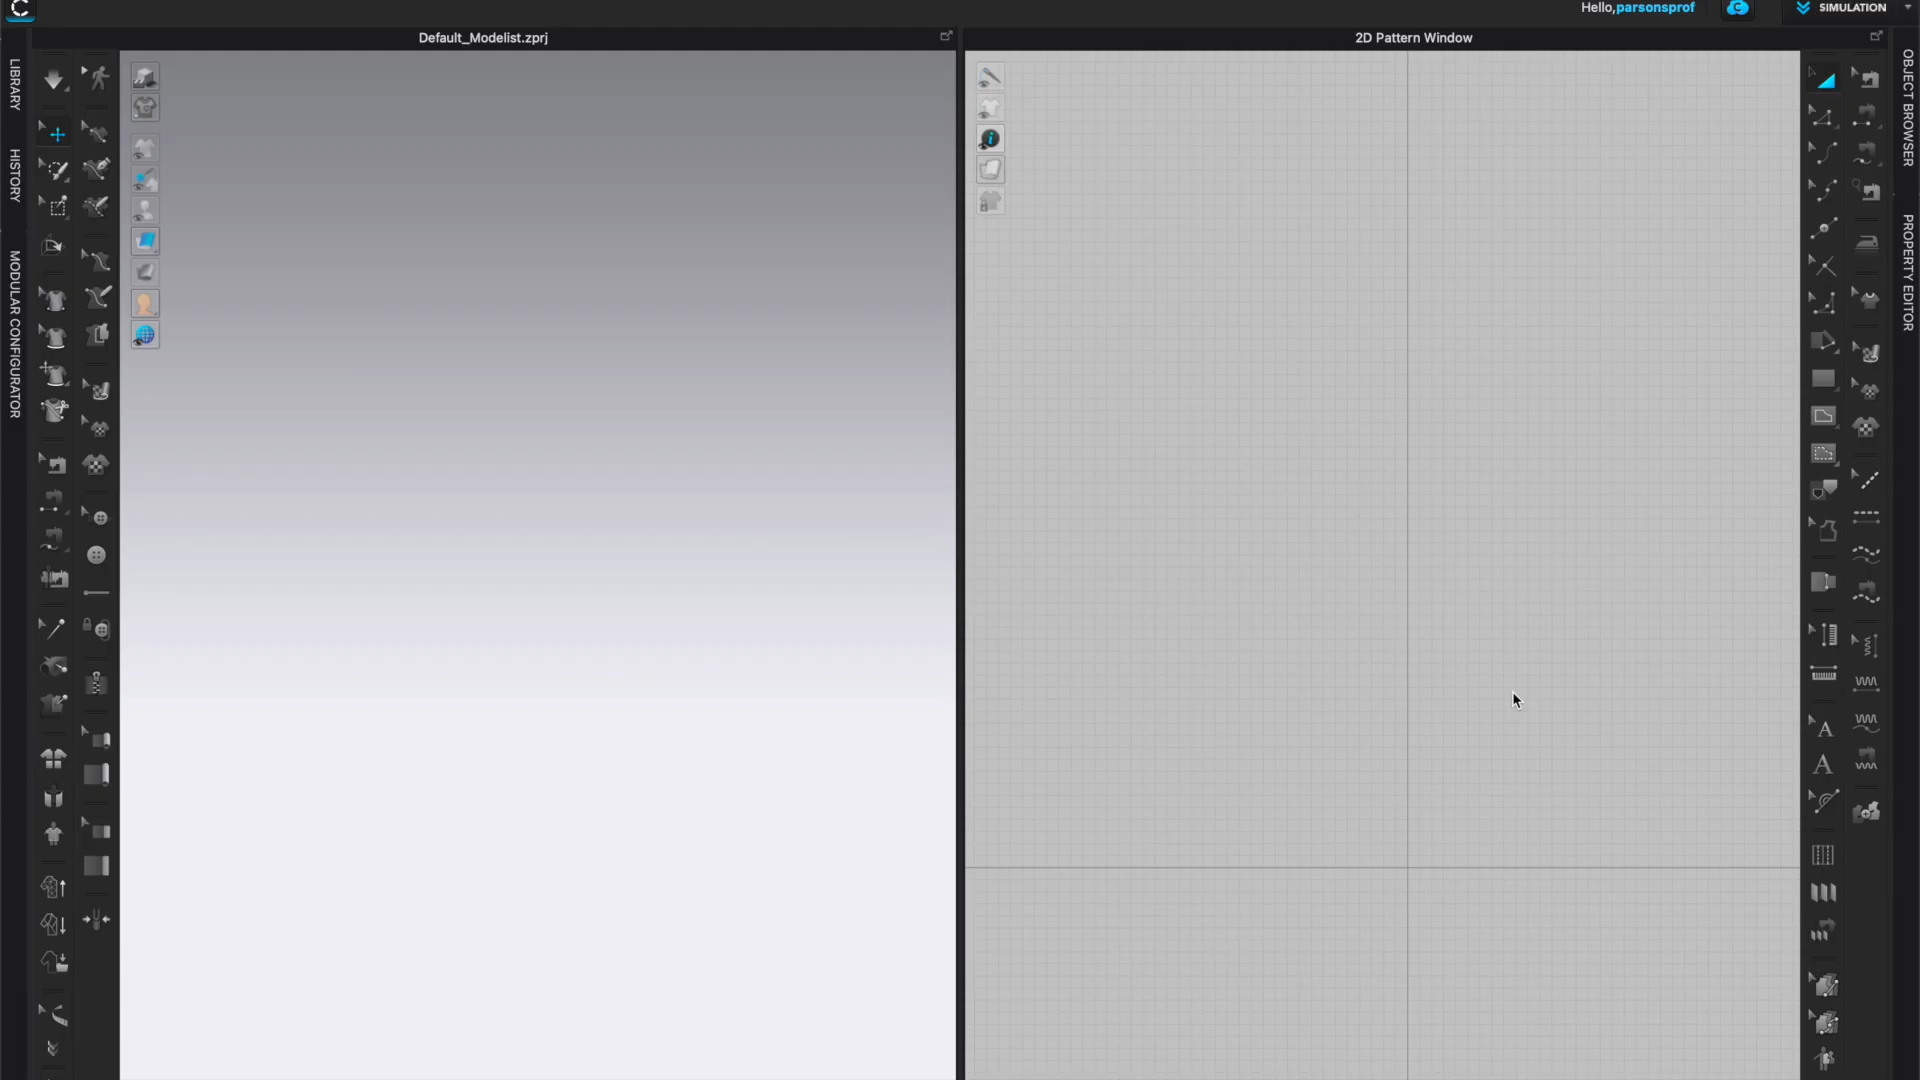 Hello,parsonsprof
SIMULATION
Default_Modelist.zprj
2D Pattern Window
LIBRARY
HISTORY
MODULAR CONFIGURATOR
OBJECT BROWSER
PROPERTY EDITOR
A
A